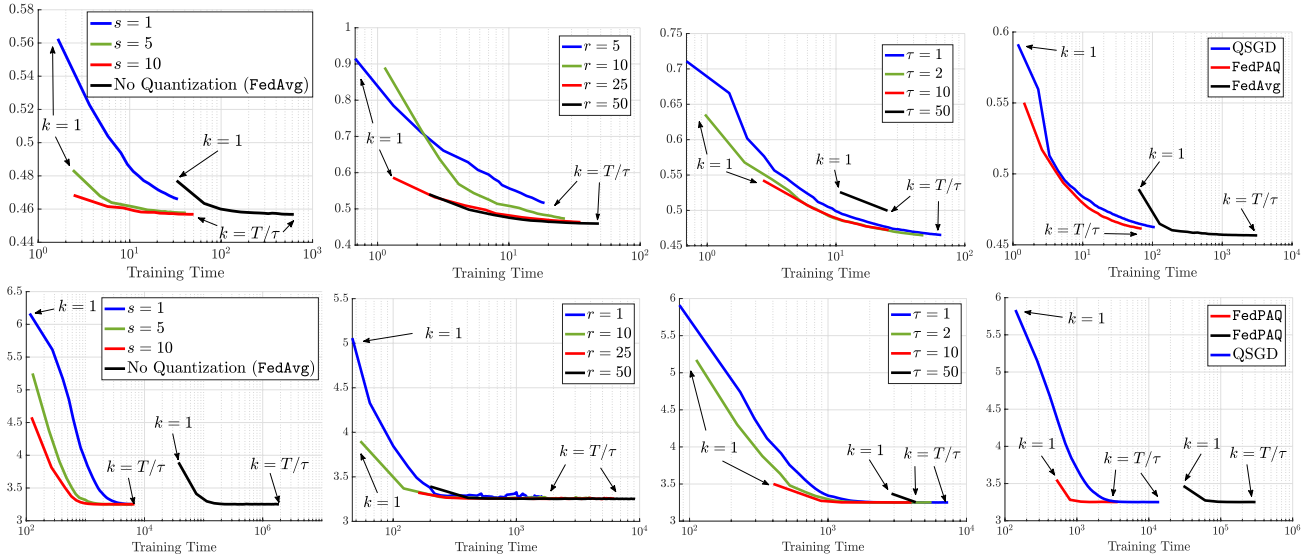 0.58
0.56
0.54
0.52
0.5
0.48
0.46
0.44
10^0
10^1
10^2
10^3
Training Time
s = 1
s = 5
s = 10
No Quantization (FedAvg)
k = 1
k = 1
k = T/τ
1
0.9
0.8
0.7
0.6
0.5
0.4
10^0
10^1
10^2
Training Time
r = 5
r = 10
r = 25
r = 50
k = 1
k = T/τ
0.75
0.7
0.65
0.6
0.55
0.5
0.45
10^0
10^1
10^2
Training Time
τ = 1
τ = 2
τ = 10
τ = 50
k = 1
k = 1
k = T/τ
0.6
0.55
0.5
0.45
10^0
10^1
10^2
10^3
10^4
Training Time
QSGD
FedPAQ
FedAvg
k = 1
k = 1
k = T/τ
k = T/τ
6.5
6
5.5
5
4.5
4
3.5
3
10^2
10^4
10^6
Training Time
s = 1
s = 5
s = 10
No Quantization (FedAvg)
k = 1
k = 1
k = T/τ
k = T/τ
5.5
5
4.5
4
3.5
3
10^2
10^3
10^4
Training Time
r = 1
r = 10
r = 25
r = 50
k = 1
k = 1
k = T/τ
6
5.5
5
4.5
4
3.5
3
10^2
10^3
10^4
Training Time
τ = 1
τ = 2
τ = 10
τ = 50
k = 1
k = 1
k = T/τ
6
5.5
5
4.5
4
3.5
3
10^2
10^3
10^4
10^5
10^6
Training Time
FedPAQ
FedPAQ
QSGD
k = 1
k = 1
k = 1
k = T/τ
k = T/τ